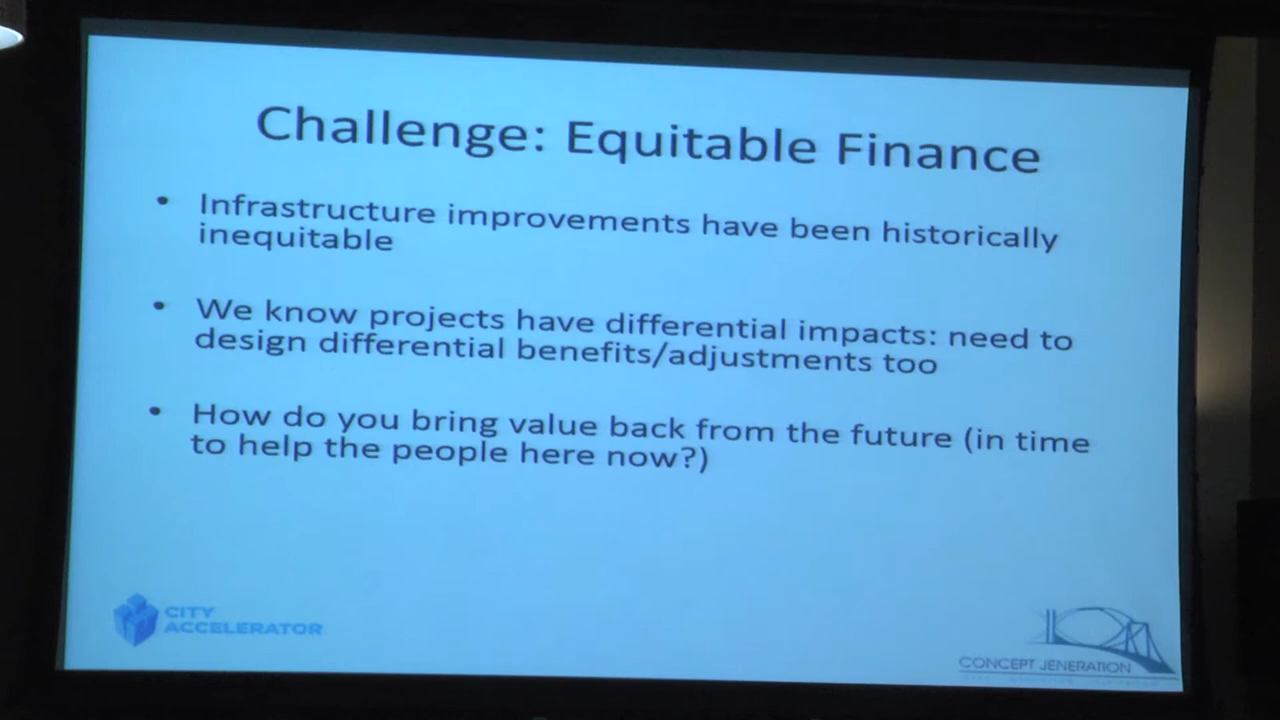 Challenge: Equitable Finance
• Infrastructure improvements have been historically
inequitable
• We know projects have differential impacts: need to
design differential benefits/adjustments too
• How do you bring value back from the future (in time
to help the people here now?)
CITY
ACCELERATOR
CONCEPT JENERATION